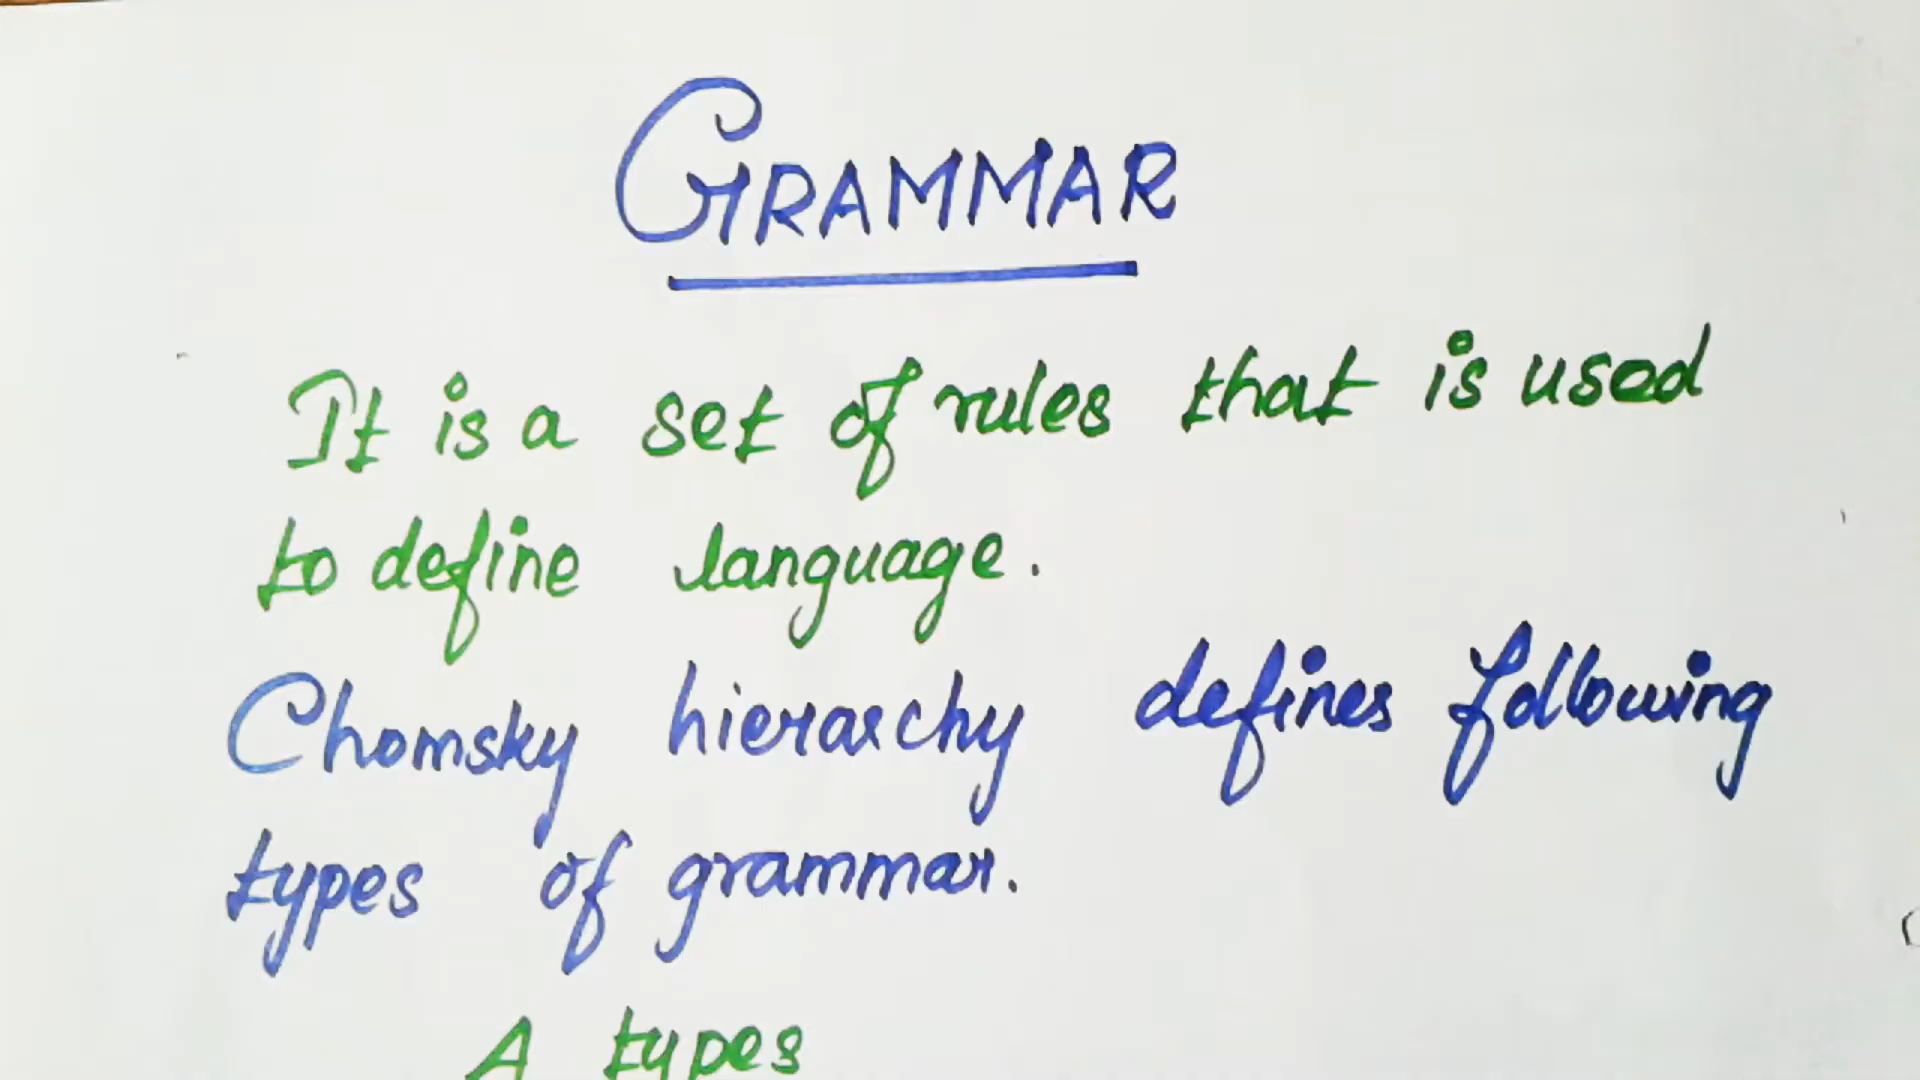 GRAMMAR
It is a set of rules that is used
to define language.
Chomsky hierarchy defines following
types of grammar.
types